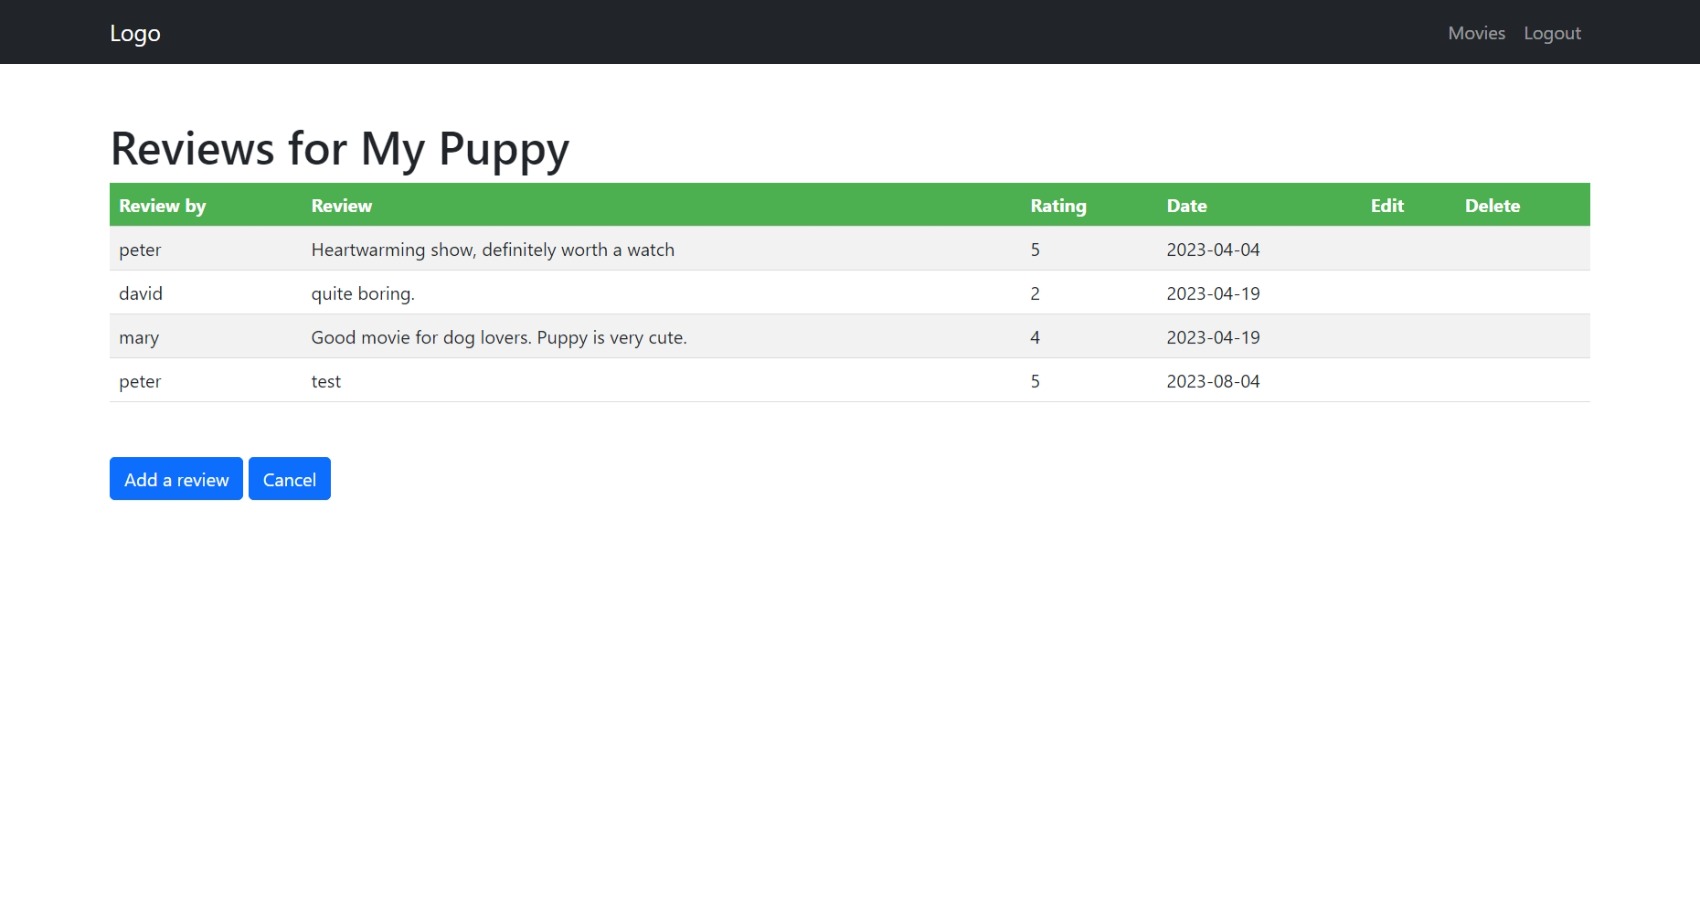 Logo Movies Logout
Reviews for My Puppy
Review by Review Rating Date Edit Delete
peter Heartwarming show, definitely worth a watch 5 2023-04-04
david quite boring. 2 2023-04-19
mary Good movie for dog lovers. Puppy is very cute. 4 2023-04-19
peter test 5 2023-08-04
Add a review Cancel